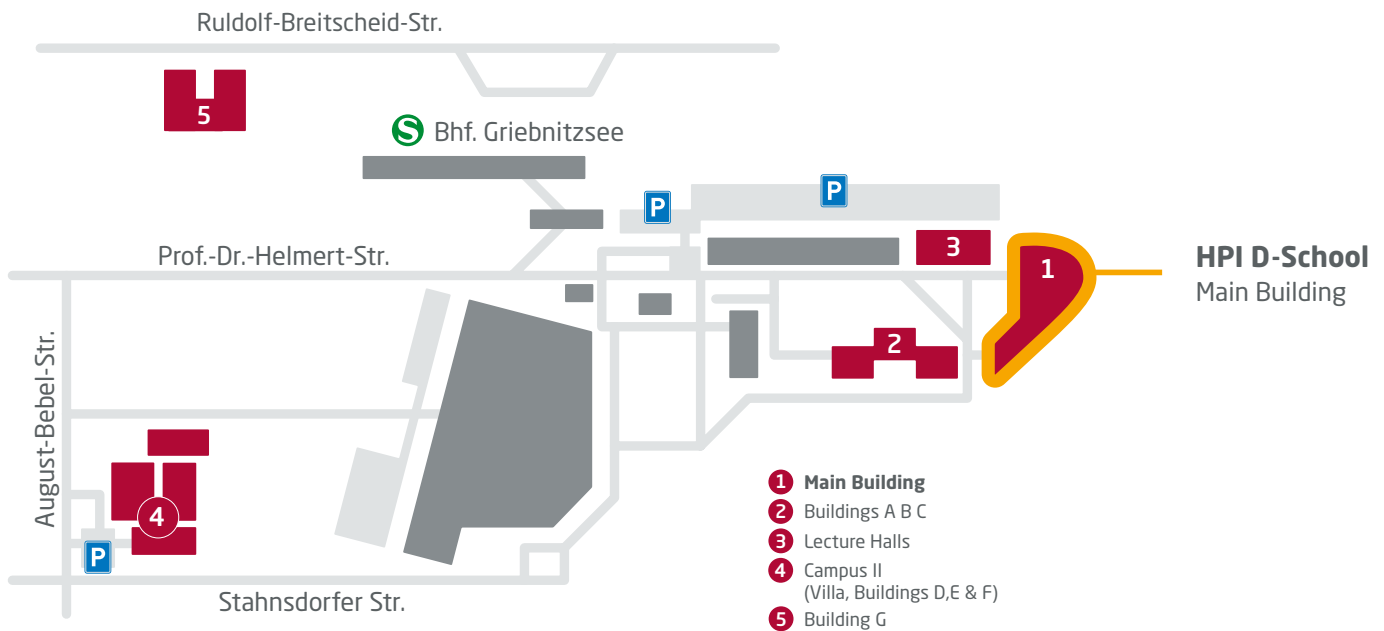 Ruldolf-Breitscheid-Str.
5
S Bhf. Griebnitzsee
P
P
3
Prof.-Dr.-Helmert-Str.
1
HPI D-School
Main Building
2
August-Bebel-Str.
4
P
Stahnsdorfer Str.
1 Main Building
2 Buildings A B C
3 Lecture Halls
4 Campus II
(Villa, Buildings D,E & F)
5 Building G